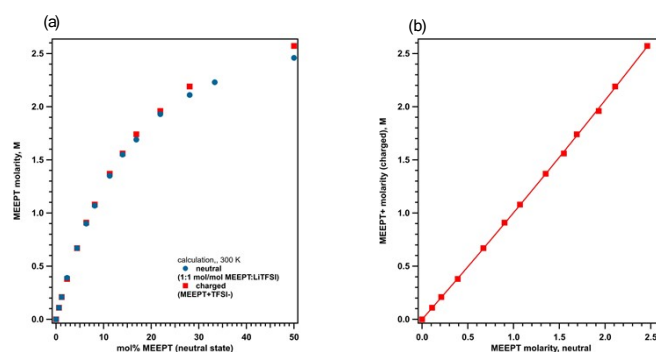 (a)
(b)
MEEPT molarity, M
2.5
2.0
1.5
1.0
0.5
0.0
calculation,, 300 K
neutral
(1:1 mol/mol MEEPT:LiTFSI)
charged
(MEEPT+TFSI-)
0
10
20
30
40
50
mol% MEEPT (neutral state)
MEEPT+ molarity (charged), M
2.5
2.0
1.5
1.0
0.5
0.0
0.0
0.5
1.0
1.5
2.0
2.5
MEEPT molarity, neutral